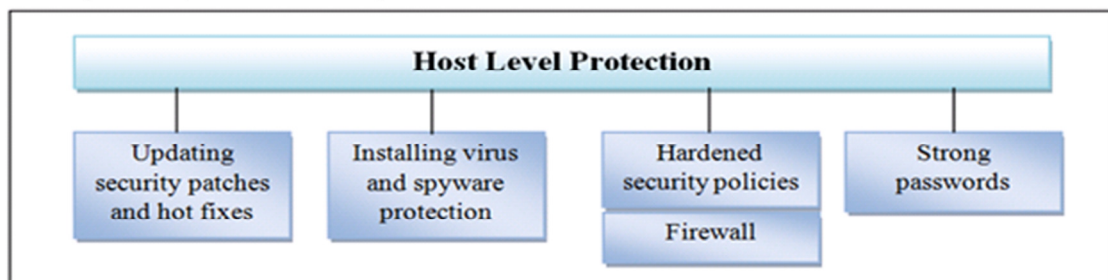 Host Level Protection
Updating
security patches
and hot fixes
Installing virus
and spyware
protection
Hardened
security policies
Firewall
Strong
passwords